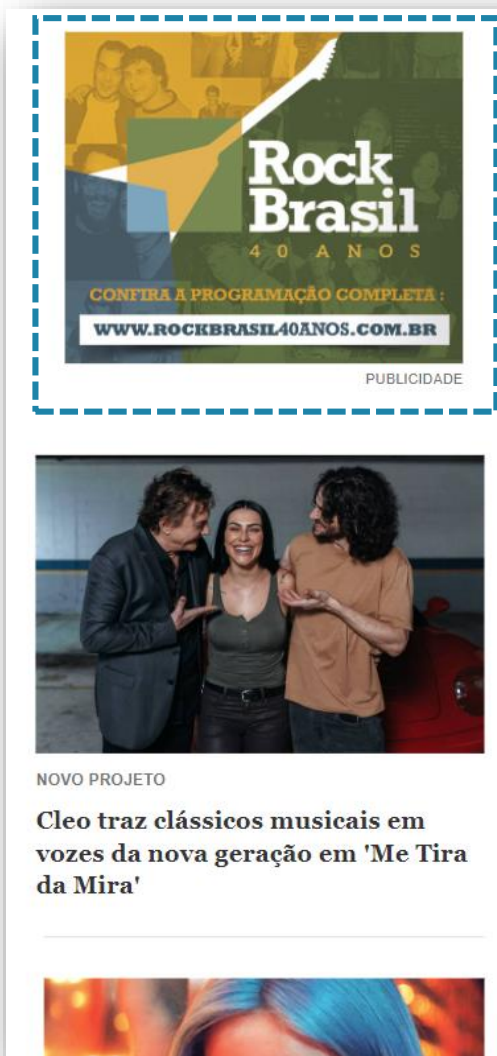 Rock
Brasil
40 ANOS
CONFIRA A PROGRAMAÇÃO COMPLETA :
WWW.ROCKBRASIL40ANOS.COM.BR
PUBLICIDADE
NOVO PROJETO
Cleo traz clássicos musicais em
vozes da nova geração em 'Me Tira
da Mira'